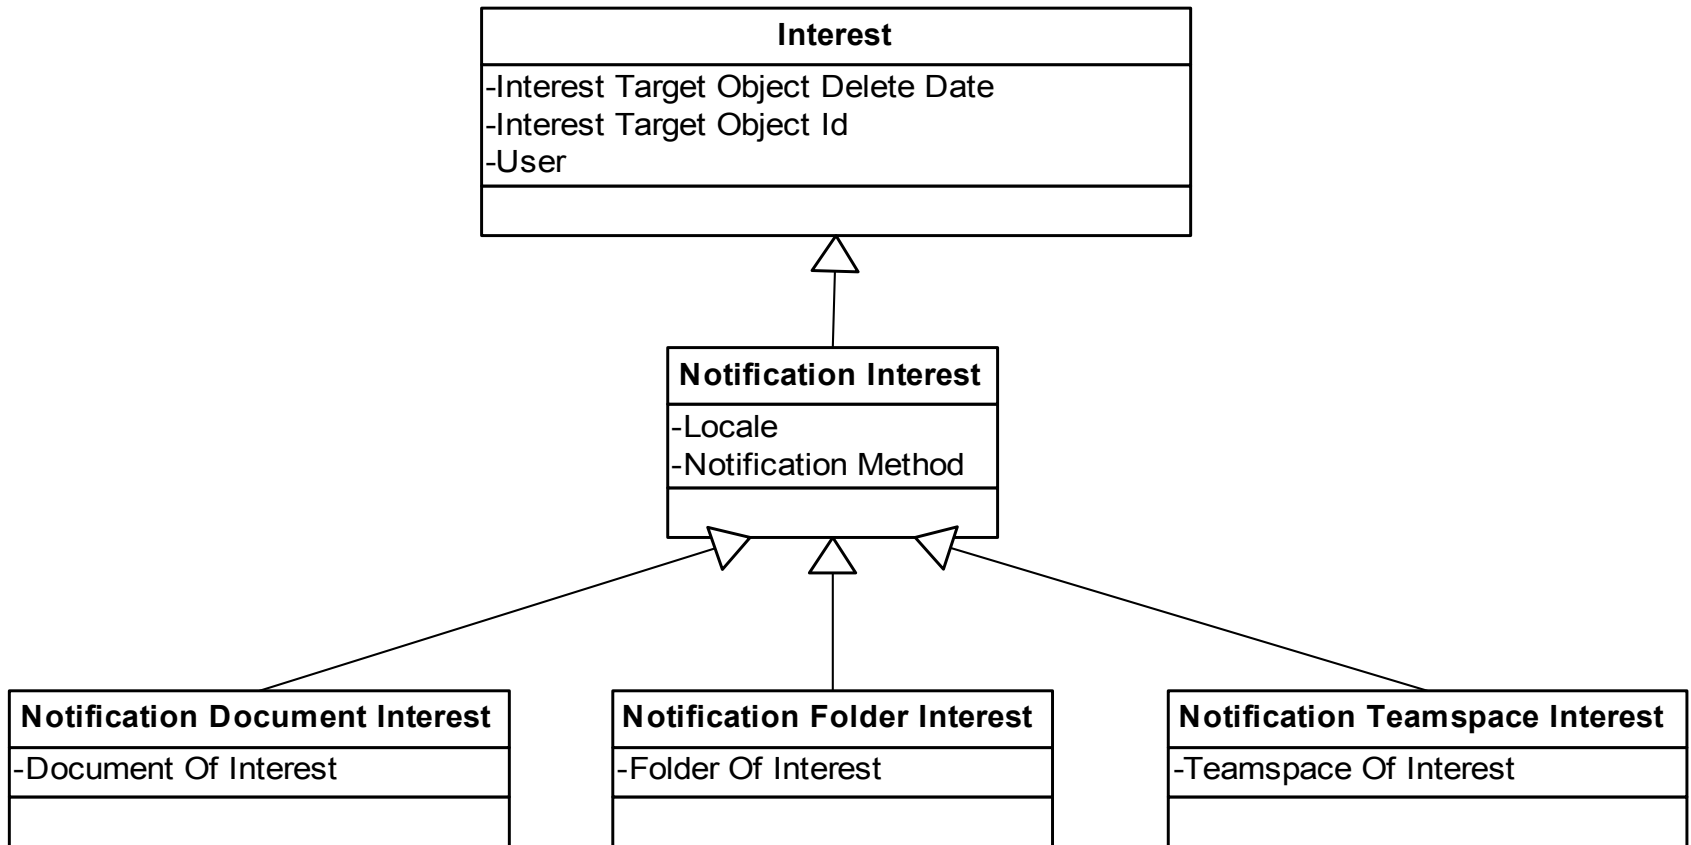 Interest
-Interest Target Object Delete Date
-Interest Target Object Id
-User
Notification Interest
-Locale
-Notification Method
Notification Document Interest
-Document Of Interest
Notification Folder Interest
-Folder Of Interest
Notification Teamspace Interest
-Teamspace Of Interest